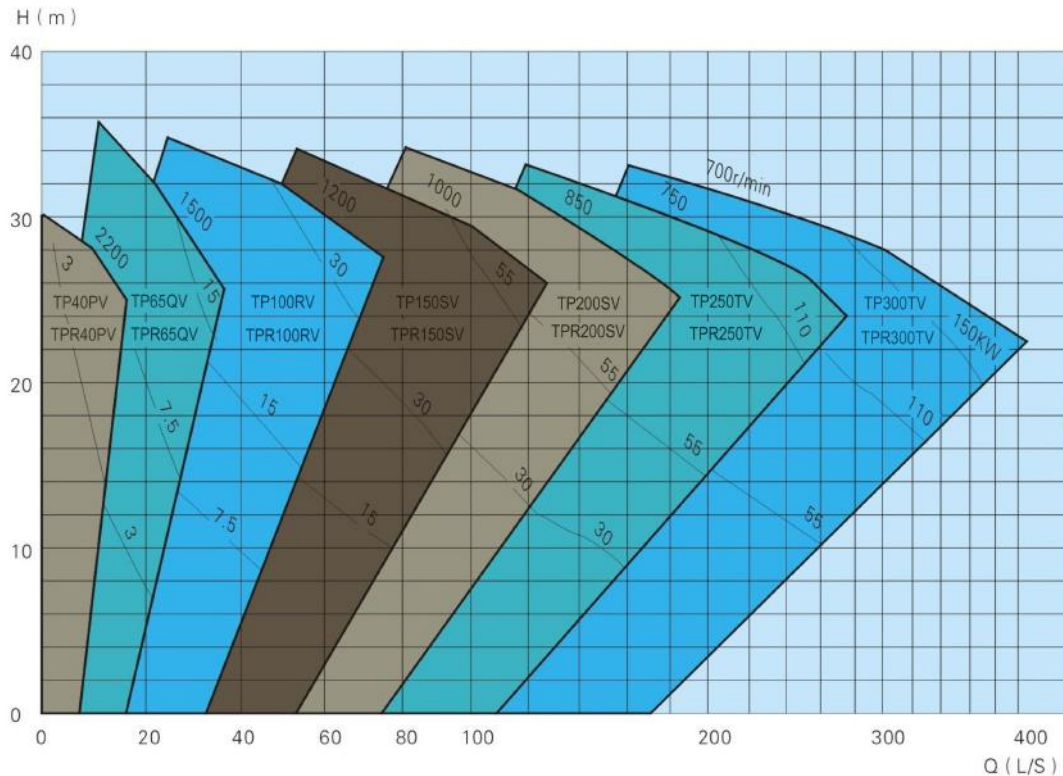 H ( m )
40
30
20
10
0
700r/min
750
850
1000
1200
1500
2200
3
15
30
55
110
150KW
TP40PV
TPR40PV
TP65QV
TPR65QV
TP100RV
TPR100RV
TP150SV
TPR150SV
TP200SV
TPR200SV
TP250TV
TPR250TV
TP300TV
TPR300TV
7.5
15
30
55
110
3
7.5
15
30
30
55
55
0 20 40 60 80 100 200 300 400
Q ( L/S )